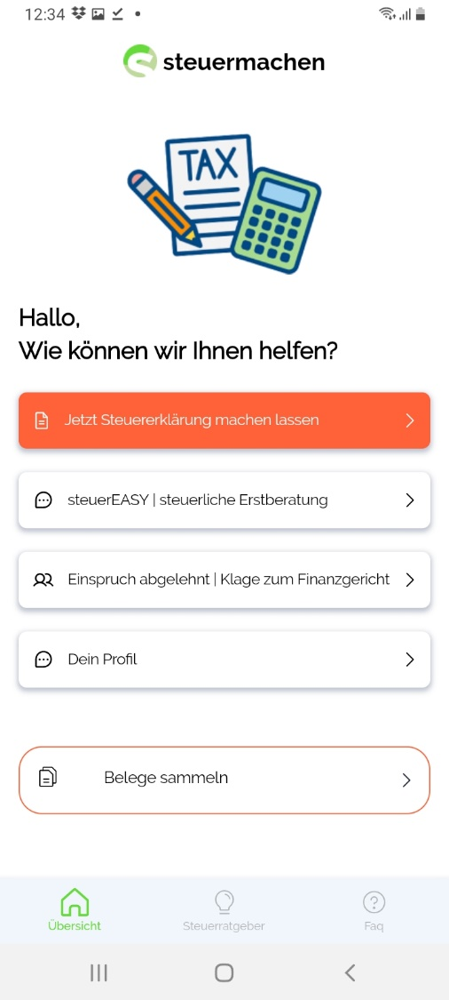 12:34
steuermachen
TAX
Hallo,
Wie können wir Ihnen helfen?
Jetzt Steuererklärung machen lassen
steuerEASY | steuerliche Erstberatung
Einspruch abgelehnt | Klage zum Finanzgericht
Dein Profil
Belege sammeln
Übersicht
Steuerratgeber
Faq